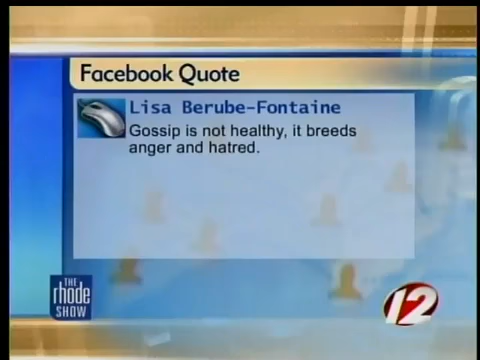 Facebook Quote
Lisa Berube-Fontaine
Gossip is not healthy, it breeds
anger and hatred.
THE
rhode
SHOW
12